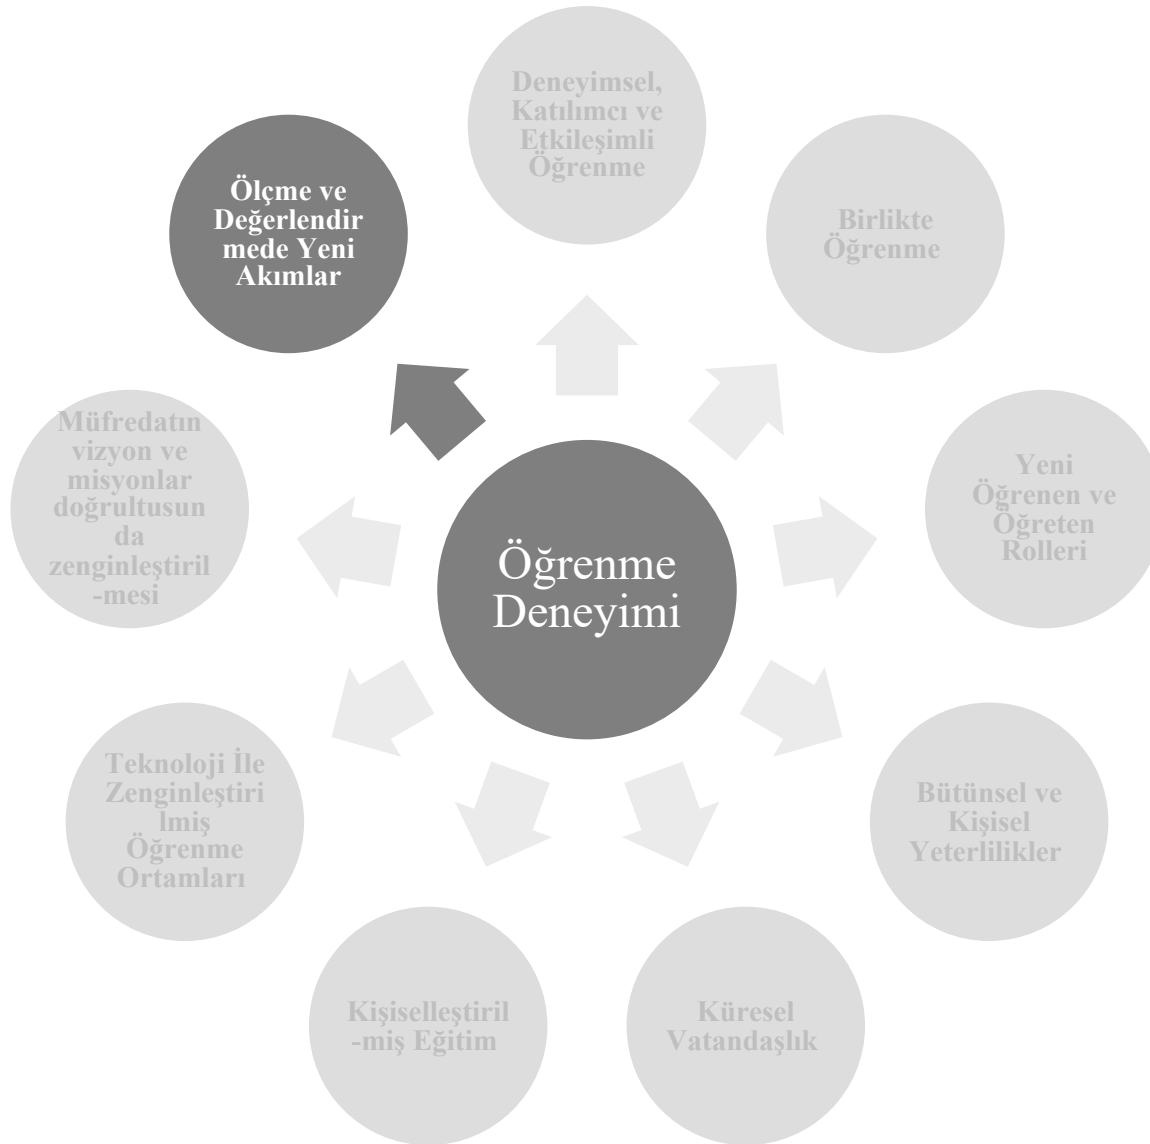 Deneyimsel,
Katılımcı ve
Etkileşimli
Öğrenme
Birlikte
Öğrenme
Yeni
Öğrenen ve
Öğreten
Rolleri
Bütünsel ve
Kişisel
Yeterlilikler
Küresel
Vatandaşlık
Kişiselleştiril
-miş Eğitim
Teknoloji İle
Zenginleştiri
lmiş
Öğrenme
Ortamları
Müfredatın
vizyon ve
misyonlar
doğrultusun
da
zenginleştiril
-mesi
Ölçme ve
Değerlendir
mede Yeni
Akımlar
Öğrenme
Deneyimi